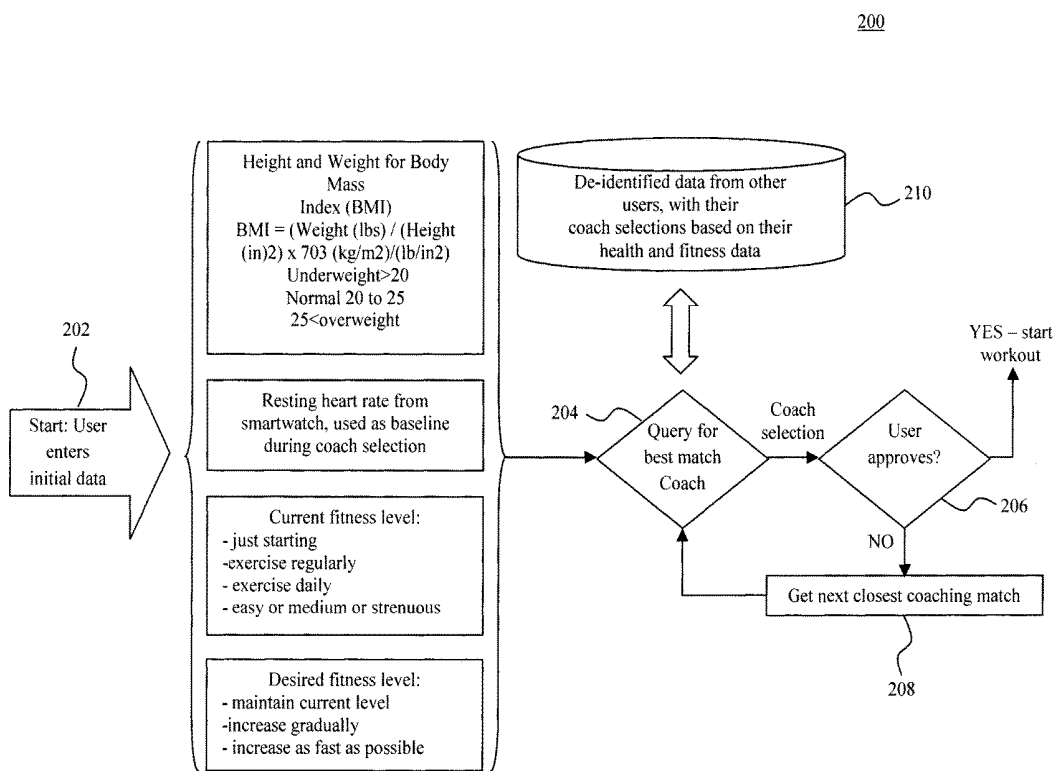 200
202
Start: User
enters
initial data
Height and Weight for Body
Mass
Index (BMI)
BMI = (Weight (lbs) / (Height
(in)2) x 703 (kg/m2)/(lb/in2)
Underweight>20
Normal 20 to 25
25<overweight
Resting heart rate from
smartwatch, used as baseline
during coach selection
Current fitness level:
- just starting
-exercise regularly
- exercise daily
- easy or medium or strenuous
Desired fitness level:
- maintain current level
-increase gradually
- increase as fast as possible
De-identified data from other
users, with their
coach selections based on their
health and fitness data
210
204
Query for
best match
Coach
Coach
selection
User
approves?
206
YES – start
workout
NO
Get next closest coaching match
208